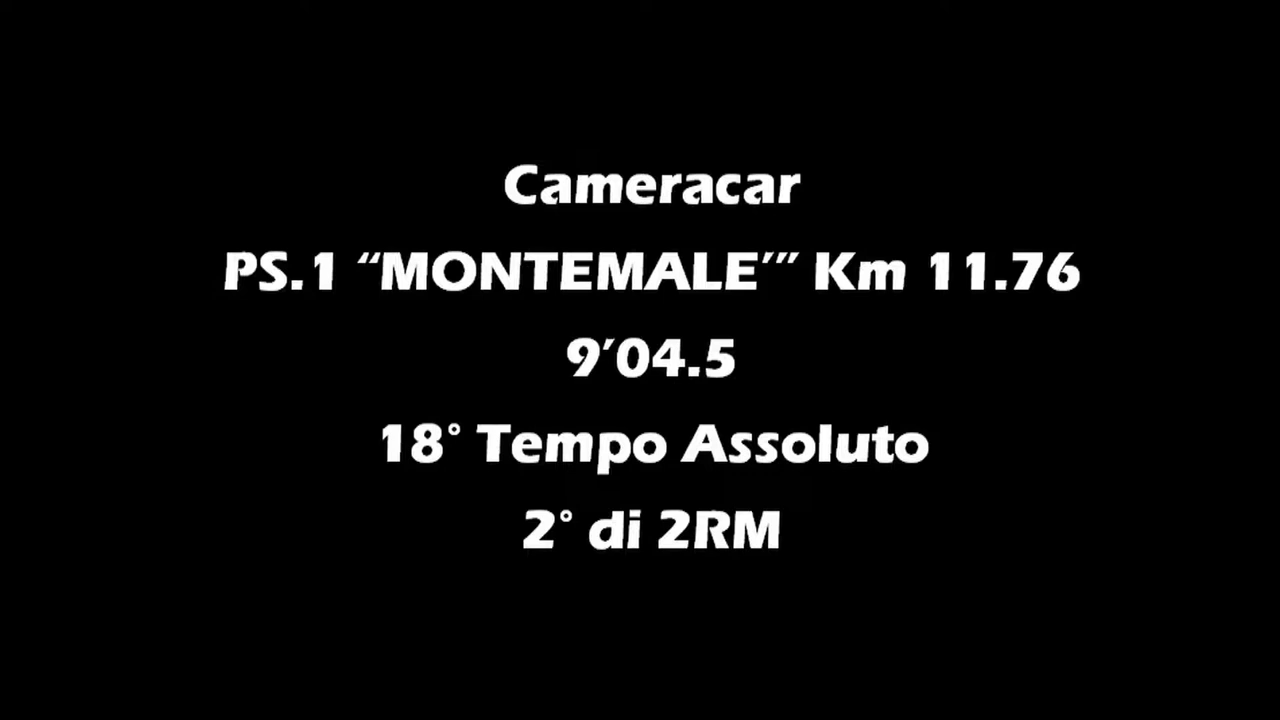 Cameracar
PS.1 “MONTEMALE’” Km 11.76
9’04.5
18° Tempo Assoluto
2° di 2RM